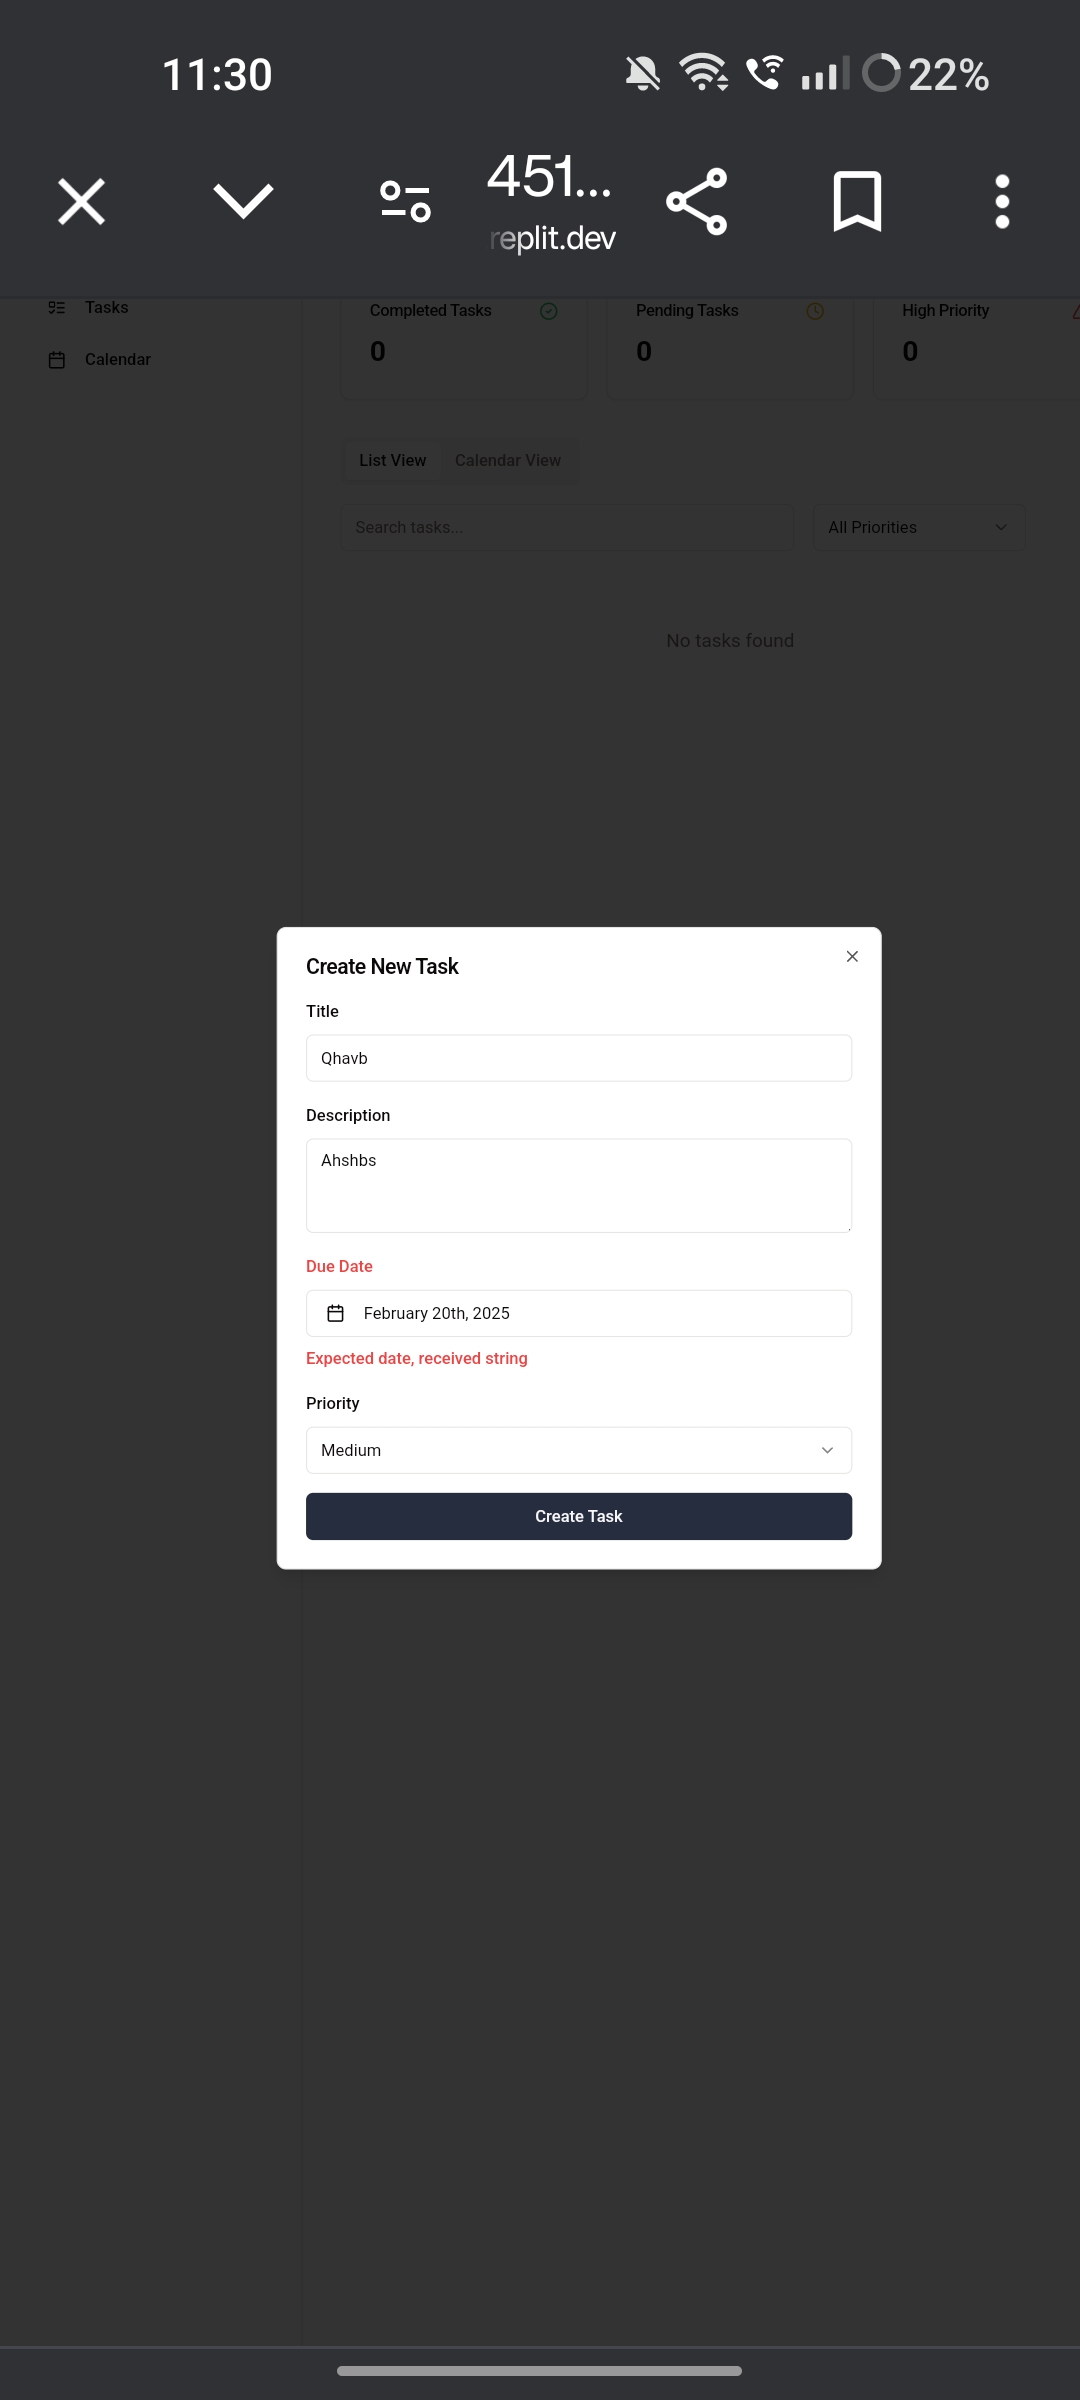 11:30
22%
451...
replit.dev
Tasks
Calendar
Completed Tasks
0
Pending Tasks
0
High Priority
0
List View
Calendar View
Search tasks...
All Priorities
No tasks found
Create New Task
Title
Qhavb
Description
Ahshbs
Due Date
February 20th, 2025
Expected date, received string
Priority
Medium
Create Task